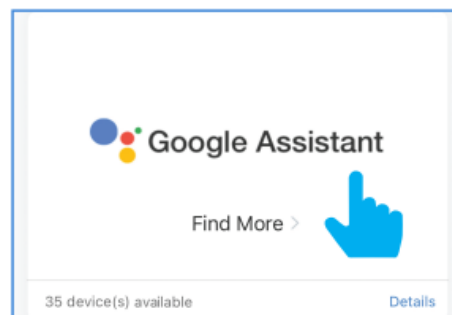 Google Assistant
Find More >
35 device(s) available
Details